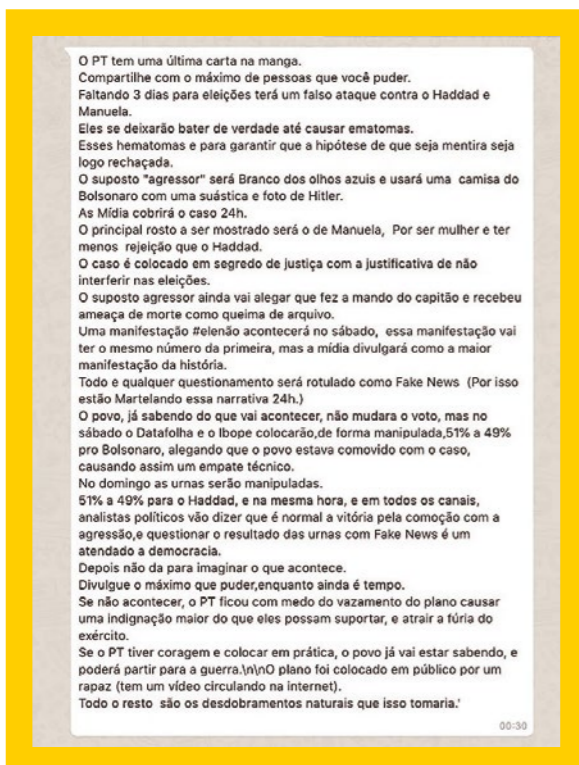 O PT tem uma última carta na manga.
Compartilhe com o máximo de pessoas que você puder.
Faltando 3 dias para eleições terá um falso ataque contra o Haddad e
Manuela.
Eles se deixarão bater de verdade até causar ematomas.
Esses hematomas e para garantir que a hipótese de que seja mentira seja
logo rechaçada.
O suposto "agressor" será Branco dos olhos azuis e usará uma camisa do
Bolsonaro com uma suástica e foto de Hitler.
As Mídia cobrirá o caso 24h.
O principal rosto a ser mostrado será o de Manuela, Por ser mulher e ter
menos rejeição que o Haddad.
O caso é colocado em segredo de justiça com a justificativa de não
interferir nas eleições.
O suposto agressor ainda vai alegar que fez a mando do capitão e recebeu
ameaça de morte como queima de arquivo.
Uma manifestação #elenão acontecerá no sábado, essa manifestação vai
ter o mesmo número da primeira, mas a mídia divulgará como a maior
manifestação da história.
Todo e qualquer questionamento será rotulado como Fake News (Por isso
estão Martelando essa narrativa 24h.)
O povo, já sabendo do que vai acontecer, não mudara o voto, mas no
sábado o Datafolha e o Ibope colocarão,de forma manipulada,51% a 49%
pro Bolsonaro, alegando que o povo estava comovido com o caso,
causando assim um empate técnico.
No domingo as urnas serão manipuladas.
51% a 49% para o Haddad, e na mesma hora, e em todos os canais,
analistas políticos vão dizer que é normal a vitória pela comoção com a
agressão,e questionar o resultado das urnas com Fake News é um
atendado a democracia.
Depois não da para imaginar o que acontece.
Divulgue o máximo que puder,enquanto ainda é tempo.
Se não acontecer, o PT ficou com medo do vazamento do plano causar
uma indignação maior do que eles possam suportar, e atrair a fúria do
exército.
Se o PT tiver coragem e colocar em prática, o povo já vai estar sabendo, e
poderá partir para a guerra.\n\nO plano foi colocado em público por um
rapaz (tem um vídeo circulando na internet).
Todo o resto são os desdobramentos naturais que isso tomaria.'
00:30